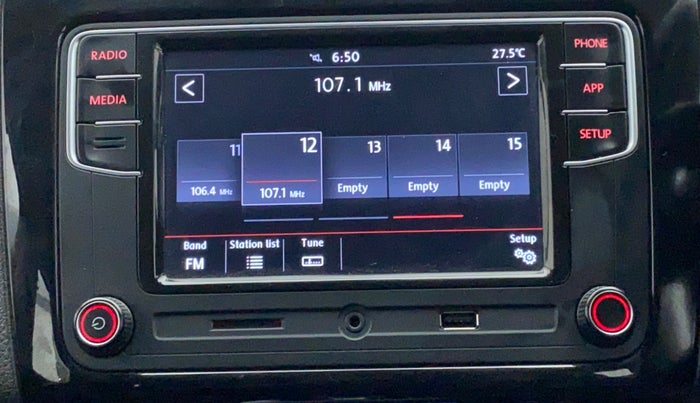 RADIO
MEDIA
6:50 27.5°C
107.1 MHz
11 12 13 14 15
106.4 MHz 107.1 MHz Empty Empty Empty
Band Station list Tune Setup
FM
PHONE
APP
SETUP